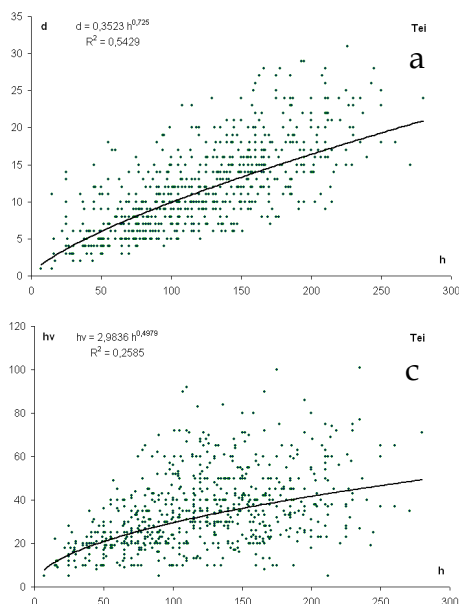 35
d
d = 0,3523 h^0,725
Tei
R² = 0,5429
a
30
25
20
15
10
5
h
0
0 50 100 150 200 250 300
120
hv
hv = 2,9836 h^0,4979
Tei
R² = 0,2585
c
100
80
60
40
20
h
0
0 50 100 150 200 250 300